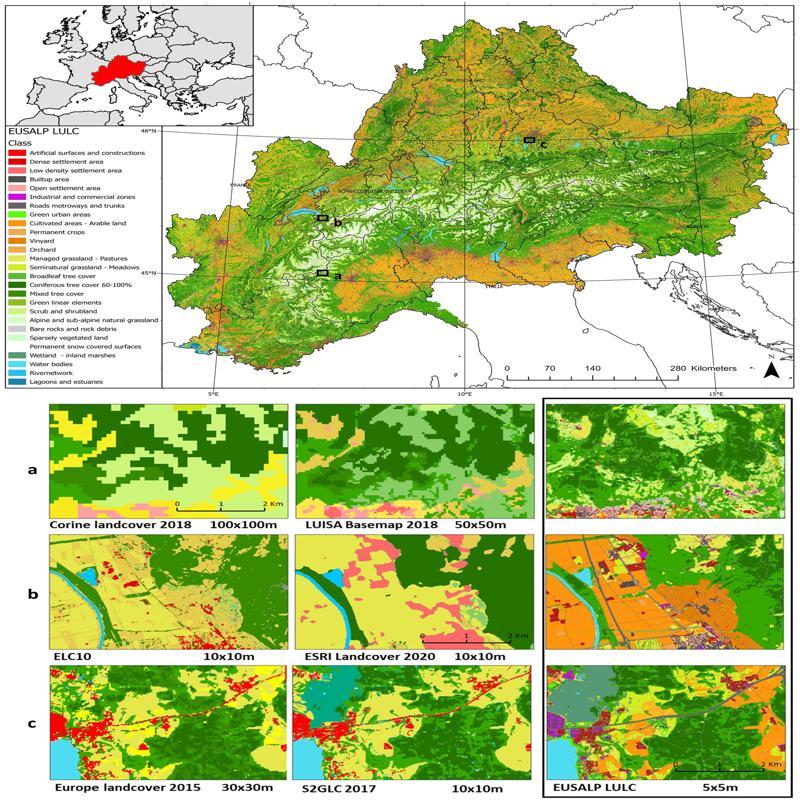 EUSALP LULC
Class
Artificial surfaces and constructions
Dense settlement area
Low density settlement area
Builtup area
Open settlement area
Industrial and commercial zones
Roads motroways and trunks
Green urban areas
Cultivated areas - Arable land
Permanent crops
Vinyard
Orchard
Managed grassland - Pastures
Seminatural grassland - Meadows
Broadleaf tree cover
Coniferous tree cover 60-100%
Mixed tree cover
Green linear elements
Scrub and shrubland
Alpine and sub-alpine natural grassland
Bare rocks and rock debris
Sparsely vegetated land
Permanent snow covered surfaces
Wetland - inland marshes
Water bodies
Rivernetwork
Lagoons and estuaries
48°N
45°N
5°E
10°E
15°E
DEUTSCHLAND
ITALIA
c
b
a
N
0 70 140 280 Kilometers
a
0 1 2 Km
Corine landcover 2018 100x100m
LUISA Basemap 2018 50x50m
b
0 1 2 Km
ELC10 10x10m
ESRI Landcover 2020 10x10m
c
0 1 2 Km
Europe landcover 2015 30x30m
S2GLC 2017 10x10m
EUSALP LULC 5x5m